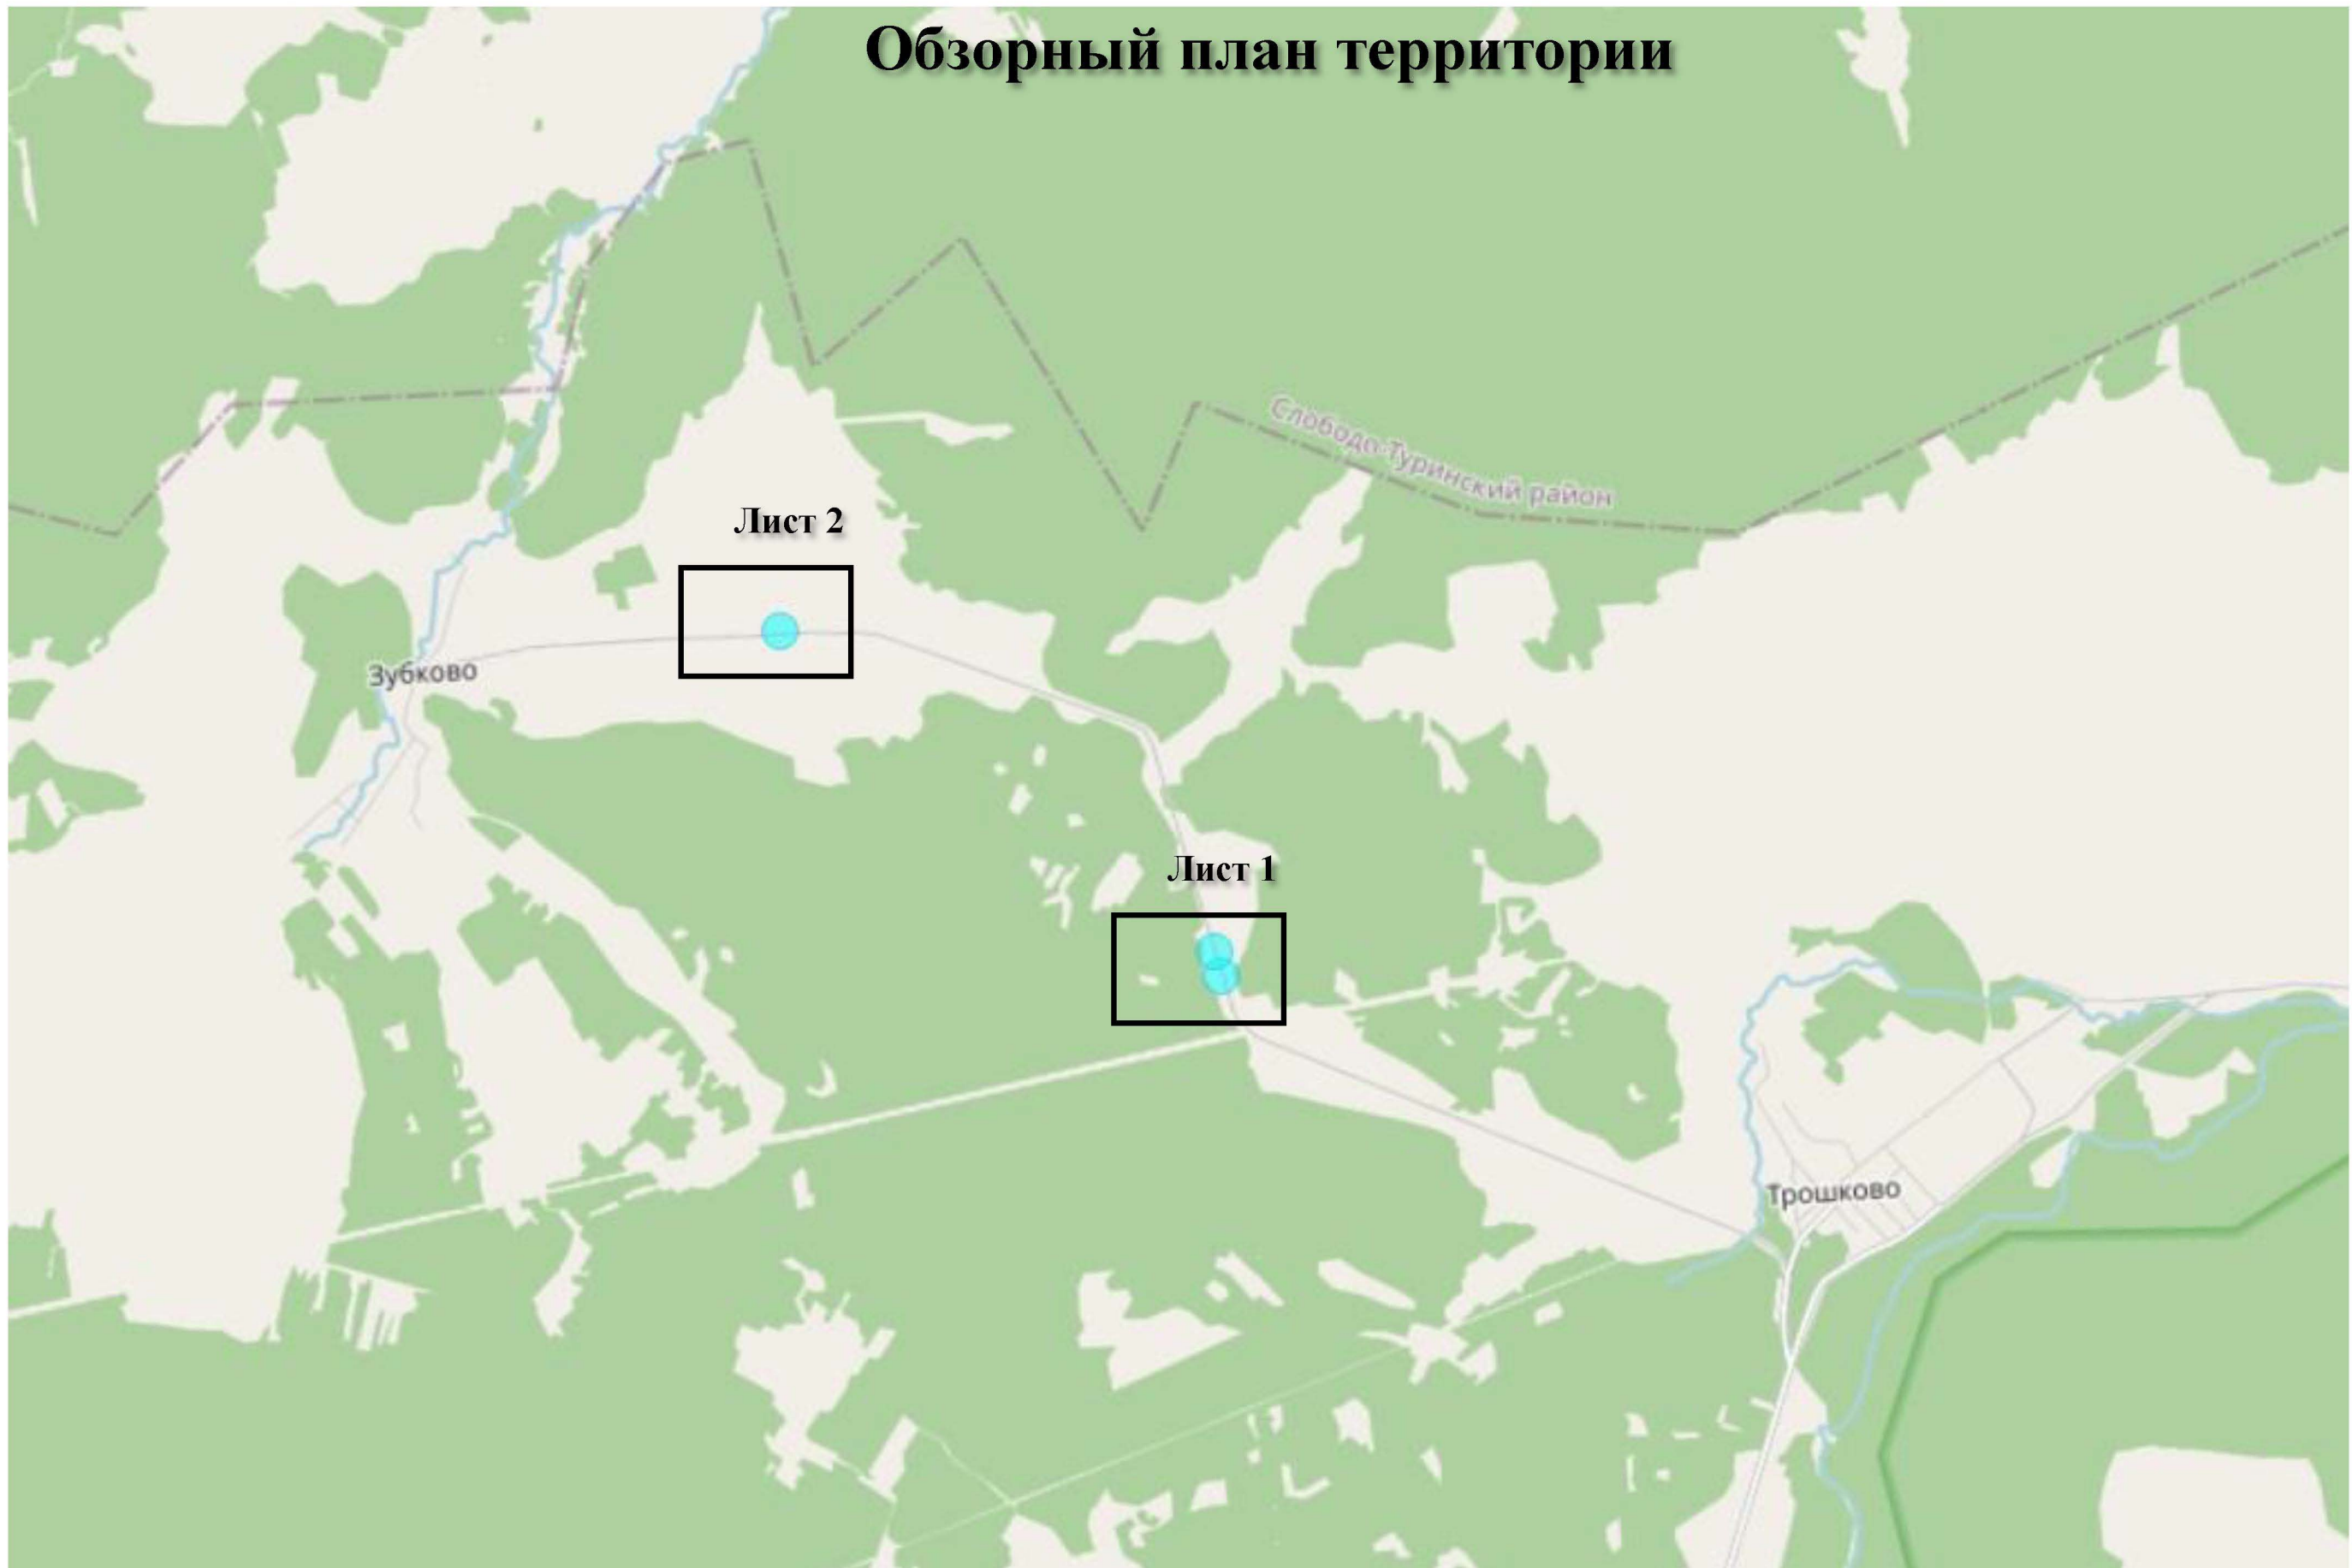 Обзорный план территории
Слободо-Туринский район
Лист 2
Зубково
Лист 1
Трошково